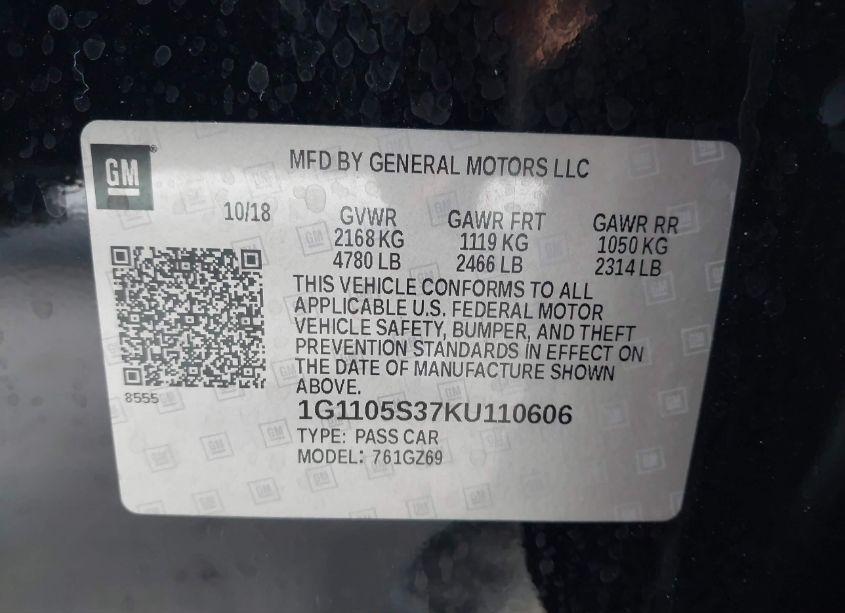 GM
MFD BY GENERAL MOTORS LLC
10/18 GVWR GAWR FRT GAWR RR
2168 KG 1119 KG 1050 KG
4780 LB 2466 LB 2314 LB
THIS VEHICLE CONFORMS TO ALL
APPLICABLE U.S. FEDERAL MOTOR
VEHICLE SAFETY, BUMPER, AND THEFT
PREVENTION STANDARDS IN EFFECT ON
THE DATE OF MANUFACTURE SHOWN
ABOVE.
8555
1G1105S37KU110606
TYPE: PASS CAR
MODEL: 761GZ69